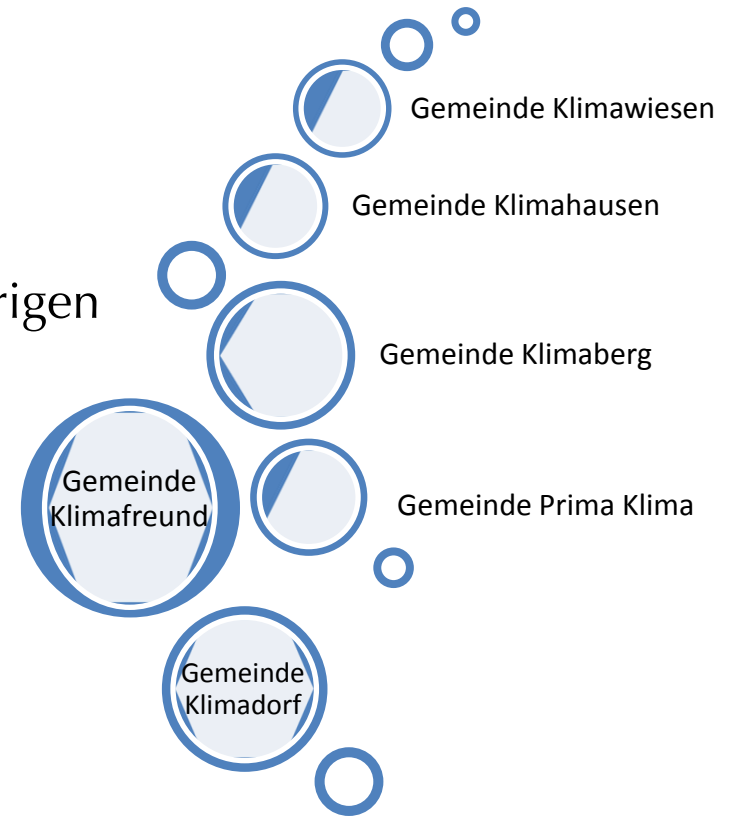 Gemeinde Klimawiesen
Gemeinde Klimahausen
rigen
Gemeinde Klimaberg
Gemeinde
Klimafreund
Gemeinde Prima Klima
Gemeinde
Klimadorf